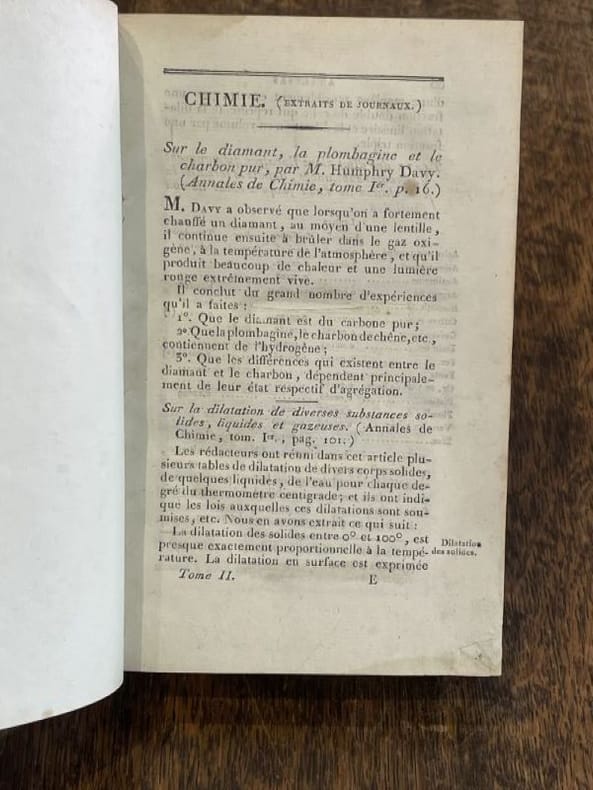 CHIMIE. (EXTRAITS DE JOURNAUX.)
Sur le diamant, la plombagine et le
charbon pur, par M. Humphry Davy.
(Annales de Chimie, tome Ier. p. 16.)
M. DAVY a observé que lorsqu'on a fortement
chauffé un diamant, au moyen d'une lentille,
il continue ensuite à brûler dans le gaz oxi-
gène, à la température de l'atmosphère, et qu'il
produit beaucoup de chaleur et une lumière
rouge extrêmement vive.
Il conclut du grand nombre d'expériences
qu'il a faites :
1º. Que le diamant est du carbone pur;
2º. Que la plombagine, le charbon de chêne, etc.,
contiennent de l'hydrogène;
3º. Que les différences qui existent entre le
diamant et le charbon, dépendent principale-
ment de leur état respectif d'agrégation.
Sur la dilatation de diverses substances so-
lides, liquides et gazeuses. (Annales de
Chimie, tom. Ier., pag. 101.)
Les rédacteurs ont réuni dans cet article plu-
sieurs tables de dilatation de divers corps solides,
de quelques liquides, de l'eau pour chaque de-
gré du thermomètre centigrade; et ils ont indi-
que les lois auxquelles ces dilatations sont sou-
mises, etc. Nous en avons extrait ce qui suit :
La dilatation des solides entre 0º et 100º, est
presque exactement proportionnelle à la tempé-
rature. La dilatation en surface est exprimée
Dilatation
des solides.
Tome II. E